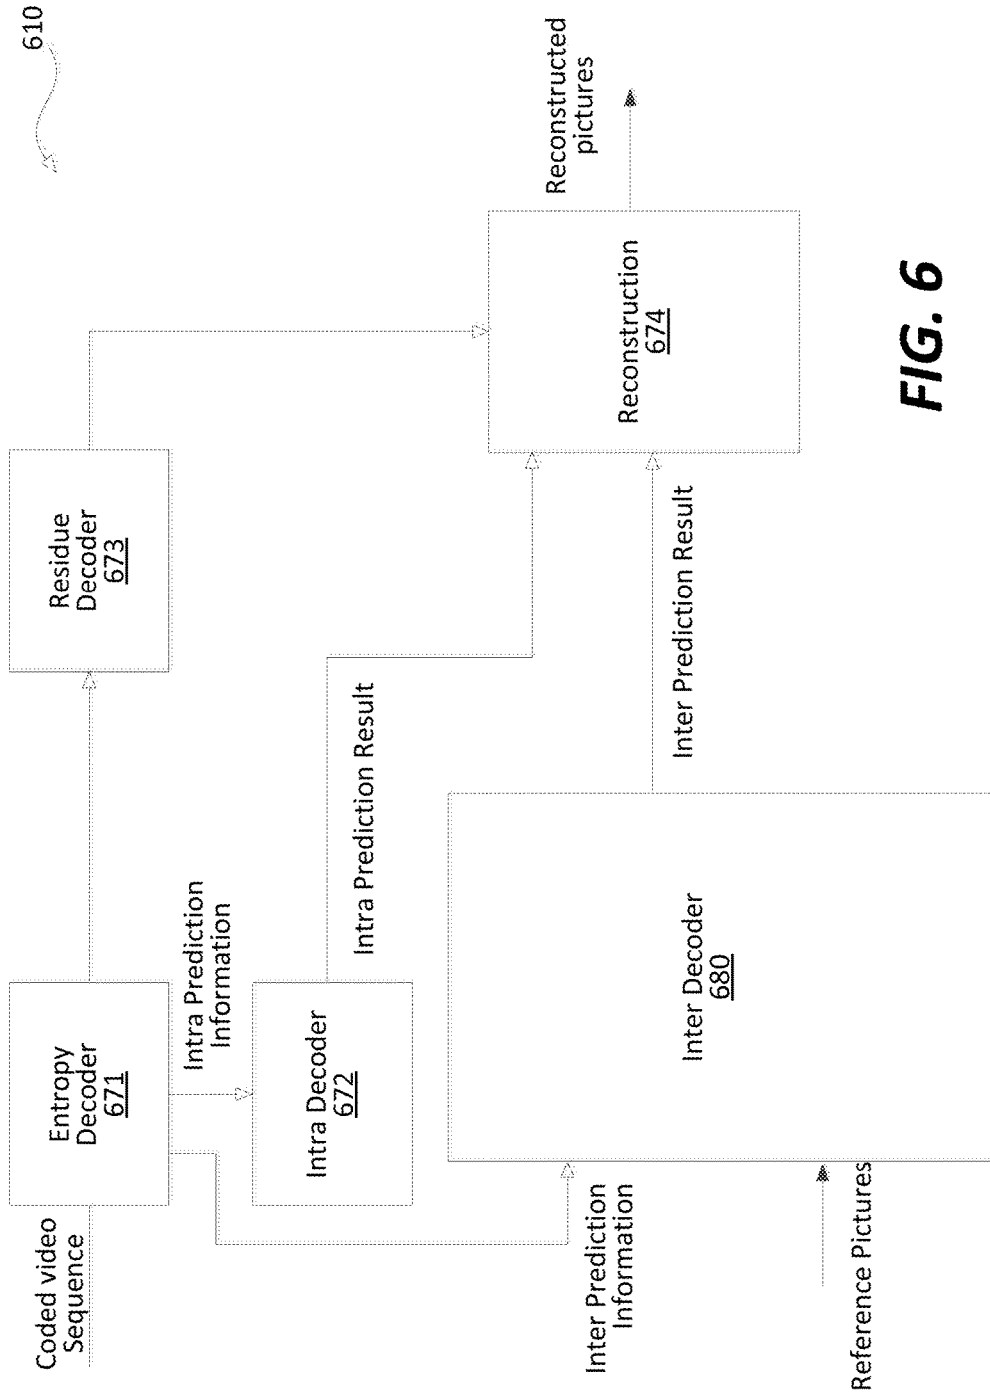 610
Coded video
Sequence
Entropy
Decoder
671
Residue
Decoder
673
Intra Prediction
Information
Intra Decoder
672
Intra Prediction Result
Reconstructed
pictures
Reconstruction
674
Inter Prediction
Information
Inter Decoder
680
Inter Prediction Result
Reference Pictures
FIG. 6